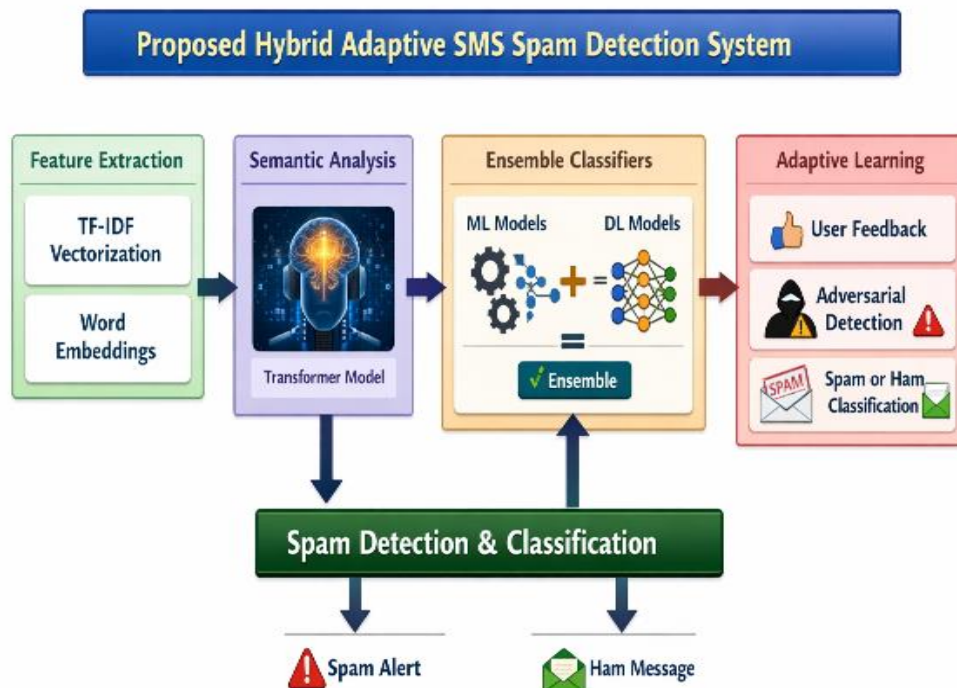 Proposed Hybrid Adaptive SMS Spam Detection System
Feature Extraction
TF-IDF
Vectorization
Word
Embeddings
Semantic Analysis
Transformer Model
Ensemble Classifiers
ML Models
DL Models
+
=
=
Ensemble
Adaptive Learning
User Feedback
Adversarial
Detection
SPAM
Spam or Ham
Classification
Spam Detection & Classification
Spam Alert
Ham Message